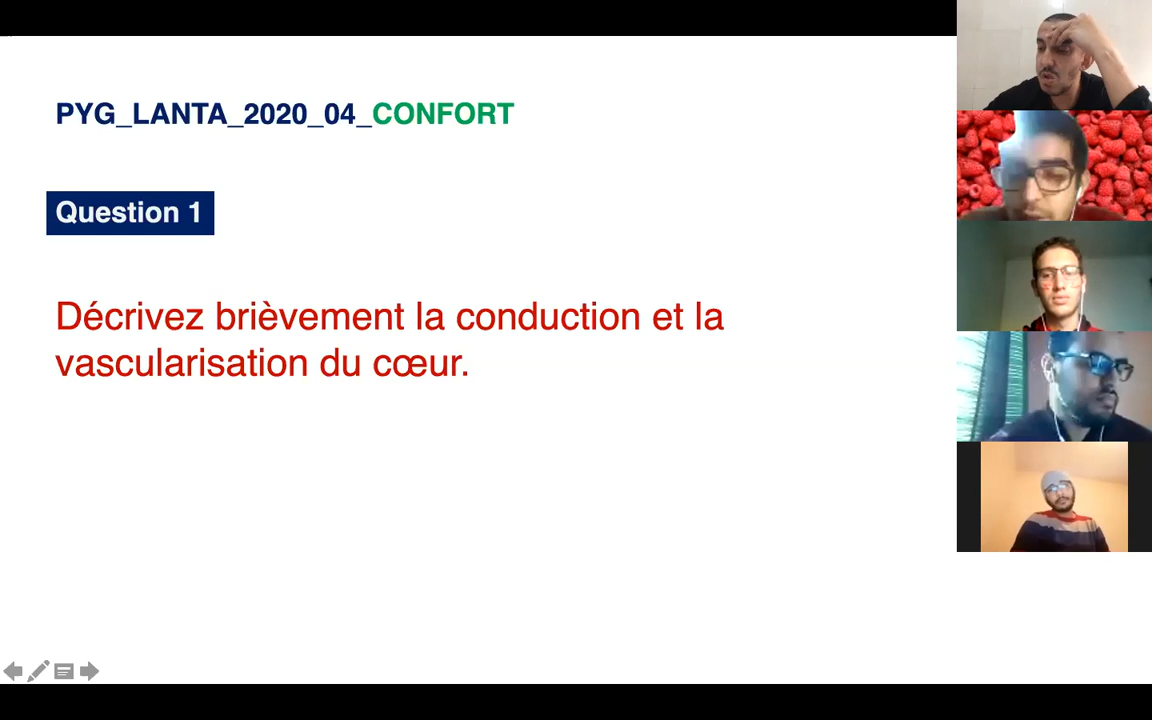 PYG_LANTA_2020_04_CONFORT
Question 1
Décrivez brièvement la conduction et la
vascularisation du cœur.